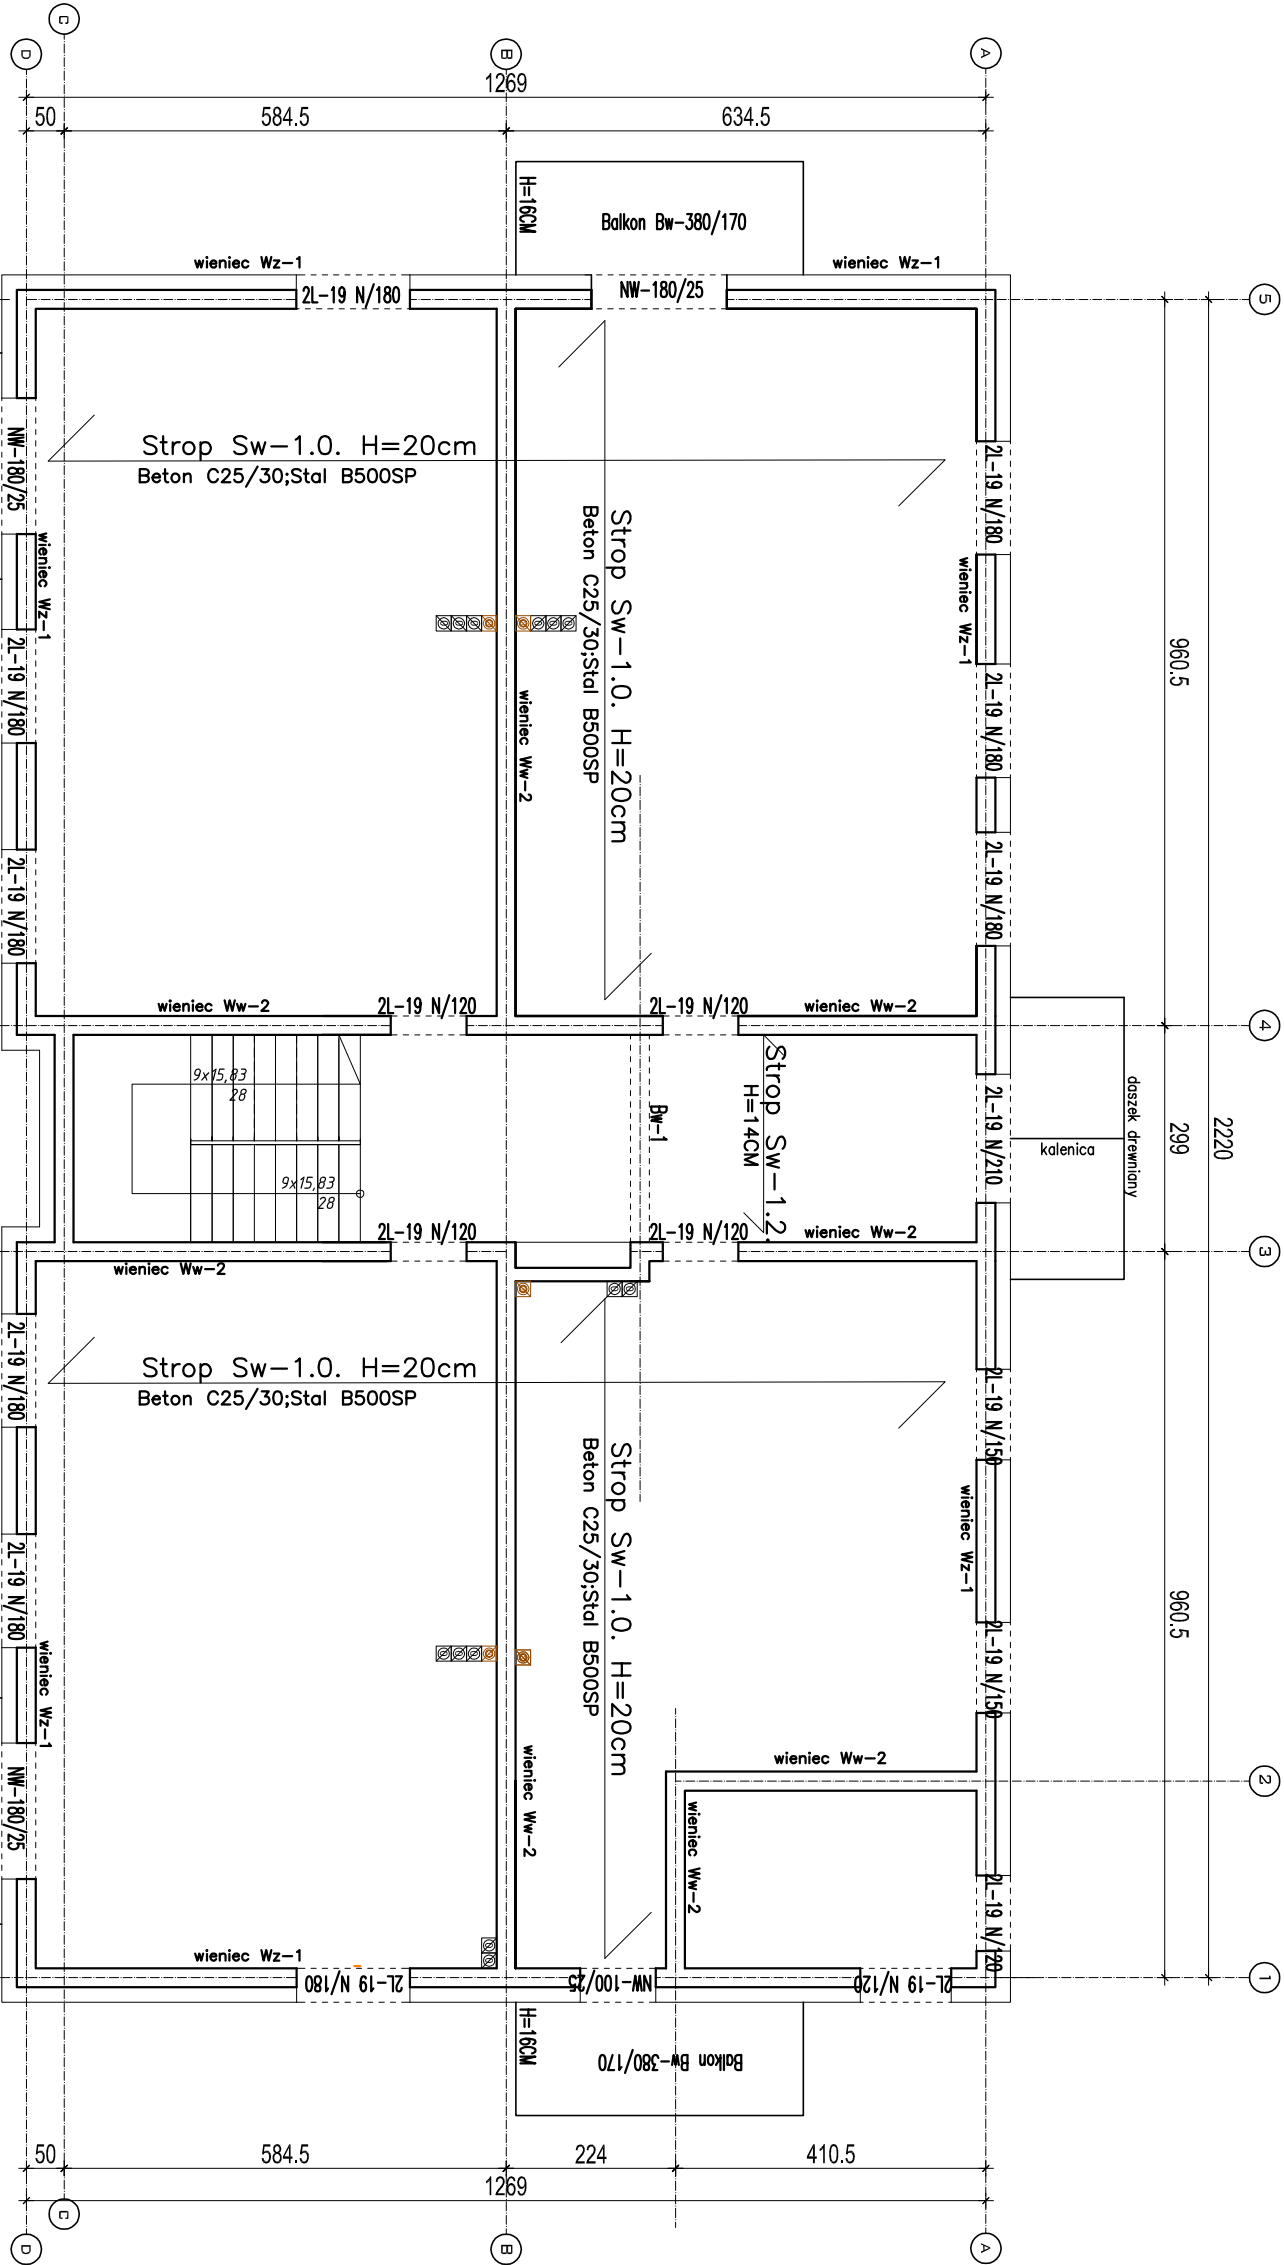 C
D
B
A
1269
50
584.5
634.5
H=16CM
Balkon Bw-380/170
wieniec Wz-1
wieniec Wz-1
2L-19 N/180
NW-180/25
5
Strop Sw-1.0. H=20cm
Beton C25/30;Stal B500SP
NW-180/25
wieniec Wz-1
2L-19 N/180
2L-19 N/180
Strop Sw-1.0. H=20cm
Beton C25/30;Stal B500SP
wieniec Ww-2
2L-19 N/180
wieniec Wz-1
2L-19 N/180
2L-19 N/180
960.5
wieniec Ww-2
2L-19 N/120
2L-19 N/120
wieniec Ww-2
4
9x15,83
28
9x15,83
28
Bw-1
Strop Sw-1.2.
H=14CM
2L-19 N/210
daszek drewniany
kalenica
299
2220
2L-19 N/120
2L-19 N/120
wieniec Ww-2
3
wieniec Ww-2
2L-19 N/180
Strop Sw-1.0. H=20cm
Beton C25/30;Stal B500SP
2L-19 N/180
wieniec Wz-1
NW-180/25
Strop Sw-1.0. H=20cm
Beton C25/30;Stal B500SP
wieniec Ww-2
2L-19 N/150
wieniec Wz-1
2L-19 N/150
960.5
wieniec Ww-2
2
wieniec Ww-2
2L-19 N/120
wieniec Wz-1
2L-19 N/180
NW-100/25
2L-19 N/120
1
H=16CM
Balkon Bw-380/170
50
584.5
224
410.5
1269
C
D
B
A